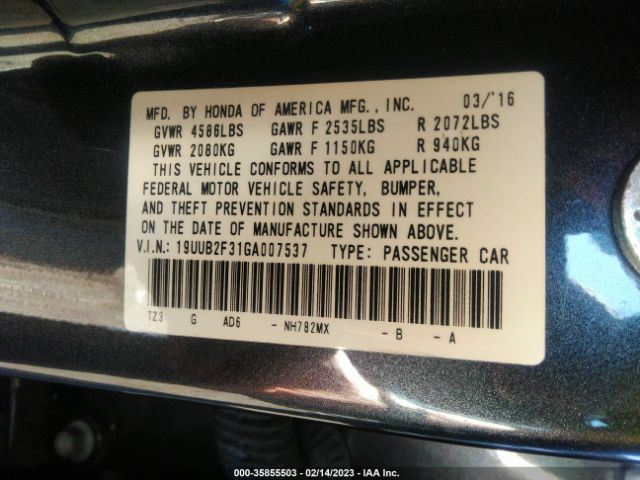 MFD. BY HONDA OF AMERICA MFG., INC. 03/'16
GVWR 4586LBS GAWR F 2535LBS R 2072LBS
GVWR 2080KG GAWR F 1150KG R 940KG
THIS VEHICLE CONFORMS TO ALL APPLICABLE
FEDERAL MOTOR VEHICLE SAFETY, BUMPER,
AND THEFT PREVENTION STANDARDS IN EFFECT
ON THE DATE OF MANUFACTURE SHOWN ABOVE.
V.I.N.: 19UUB2F31GA007537 TYPE: PASSENGER CAR
TZ3 G AD6 - NH782MX - B - A
000-35855503 - 02/14/2023 - IAA Inc.